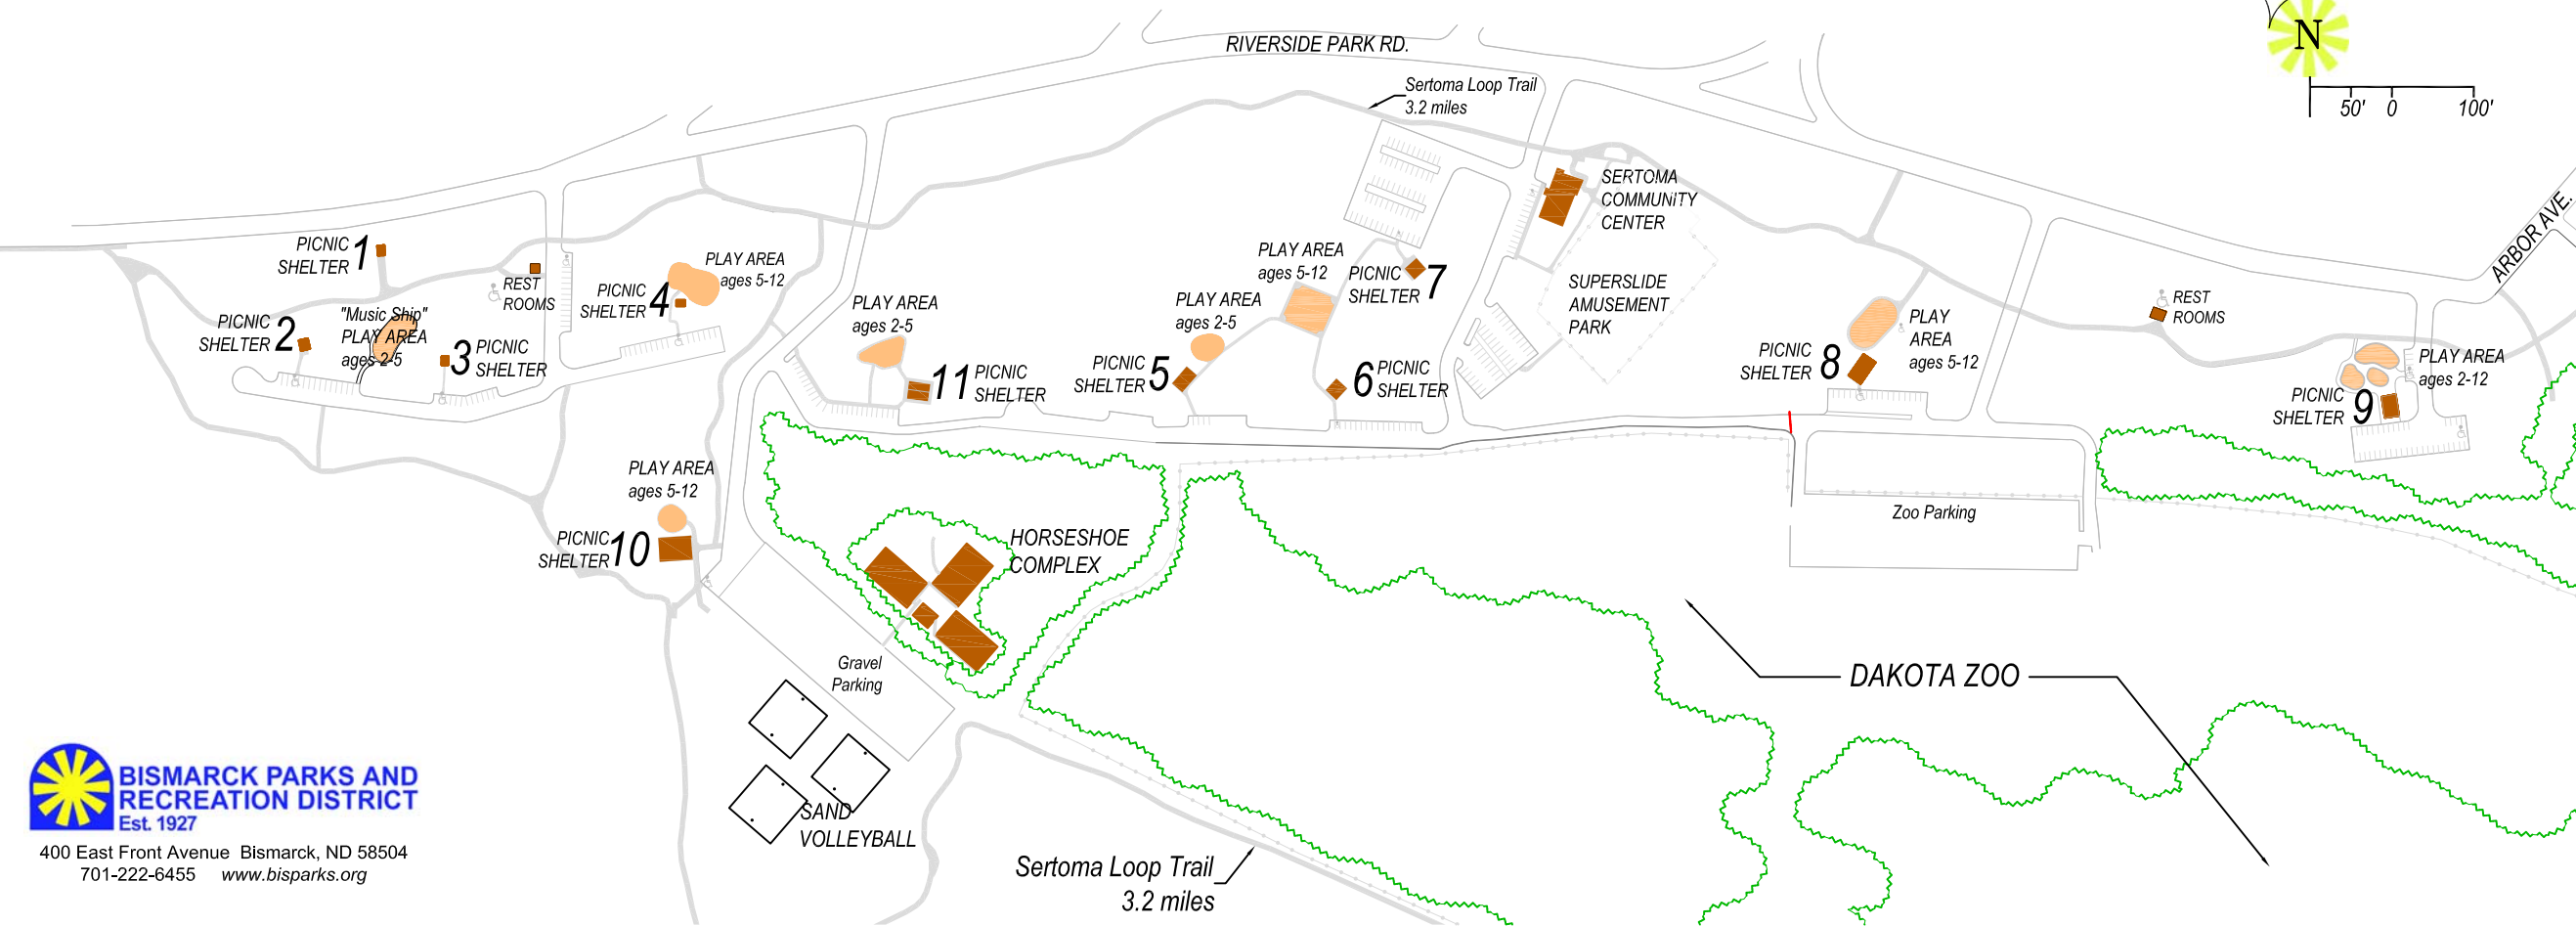 RIVERSIDE PARK RD.
N
50' 0 100'
Sertoma Loop Trail
3.2 miles
ARBOR AVE.
PICNIC
SHELTER 1
PICNIC
SHELTER 2
"Music Ship"
PLAY AREA
ages 2-5
3 PICNIC
SHELTER
REST
ROOMS
PICNIC
SHELTER 4
PLAY AREA
ages 5-12
PLAY AREA
ages 2-5
11 PICNIC
SHELTER
PLAY AREA
ages 2-5
PICNIC
SHELTER 5
PLAY AREA
ages 5-12
6 PICNIC
SHELTER
PICNIC
SHELTER 7
SERTOMA
COMMUNITY
CENTER
SUPERSLIDE
AMUSEMENT
PARK
PICNIC
SHELTER 8
PLAY
AREA
ages 5-12
REST
ROOMS
PLAY AREA
ages 2-12
PICNIC
SHELTER 9
PLAY AREA
ages 5-12
PICNIC
SHELTER 10
HORSESHOE
COMPLEX
Zoo Parking
Gravel
Parking
DAKOTA ZOO
SAND
VOLLEYBALL
Sertoma Loop Trail
3.2 miles
BISMARCK PARKS AND
RECREATION DISTRICT
Est. 1927
400 East Front Avenue Bismarck, ND 58504
701-222-6455 www.bisparks.org